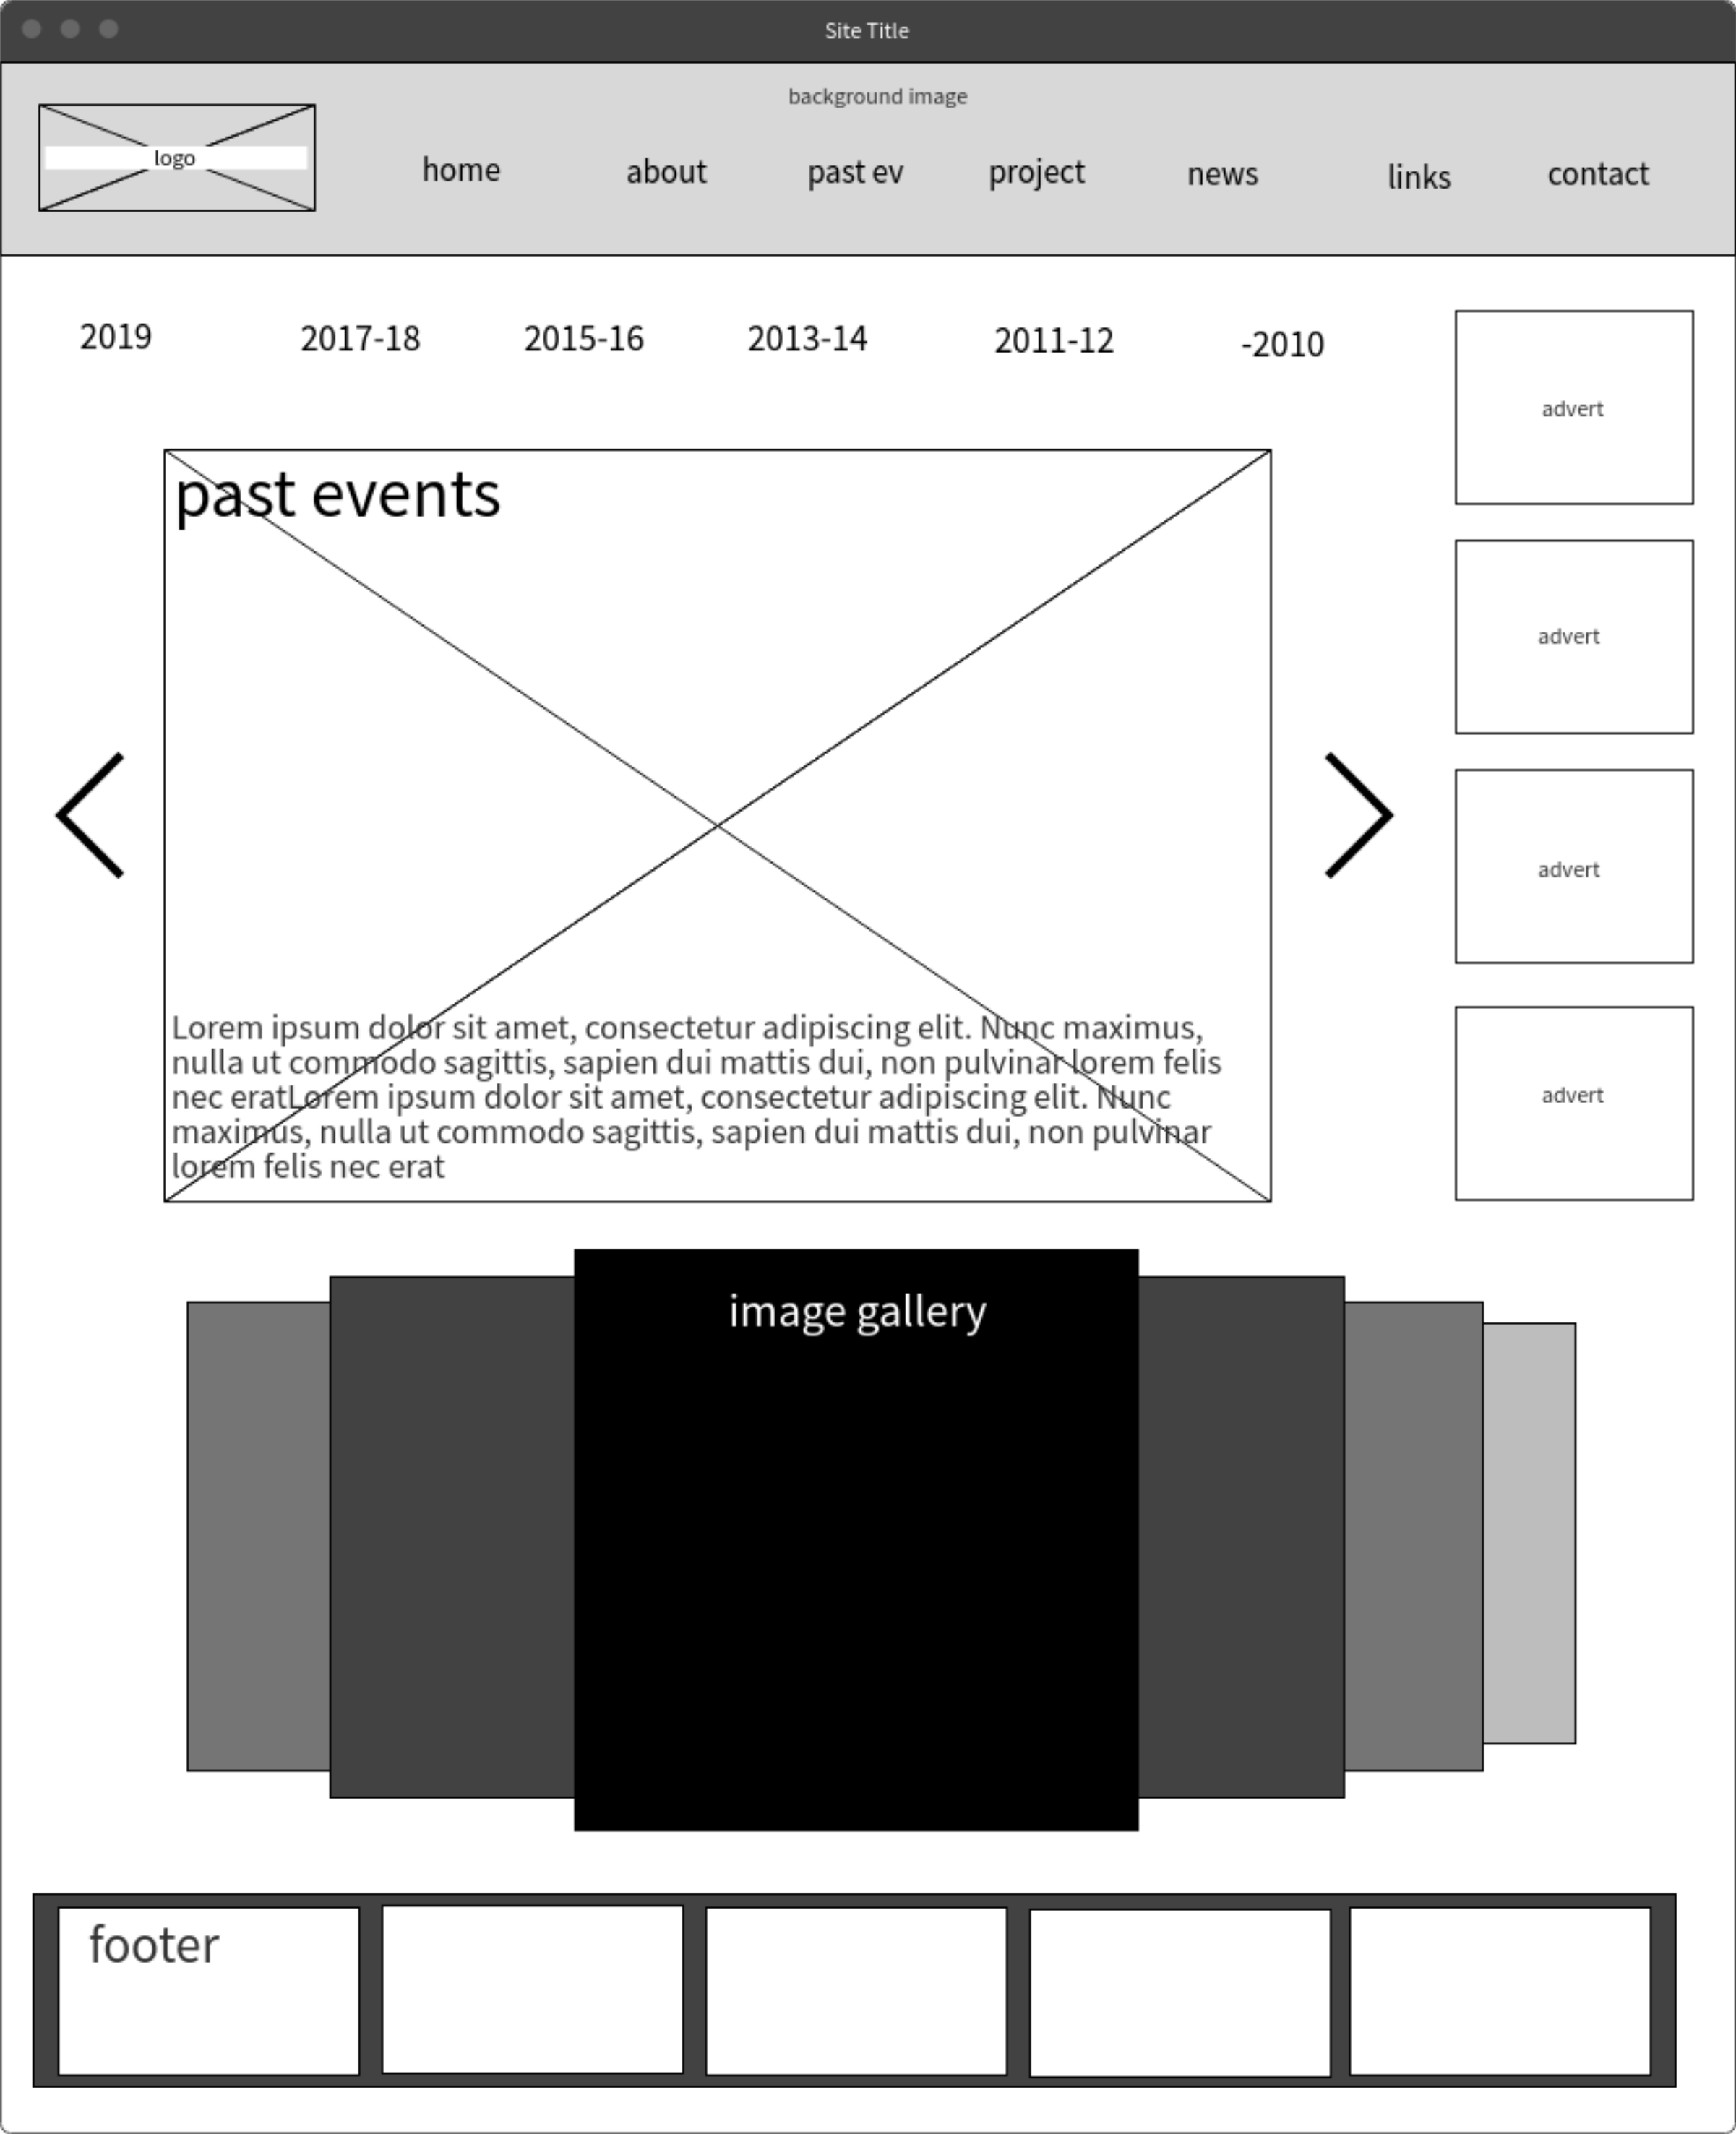 Site Title
background image
logo
home about past ev project news links contact
2019 2017-18 2015-16 2013-14 2011-12 -2010
advert
past events
advert
advert
Lorem ipsum dolor sit amet, consectetur adipiscing elit. Nunc maximus,
nulla ut commodo sagittis, sapien dui mattis dui, non pulvinar lorem felis
nec eratLorem ipsum dolor sit amet, consectetur adipiscing elit. Nunc
maximus, nulla ut commodo sagittis, sapien dui mattis dui, non pulvinar
lorem felis nec erat
advert
image gallery
footer